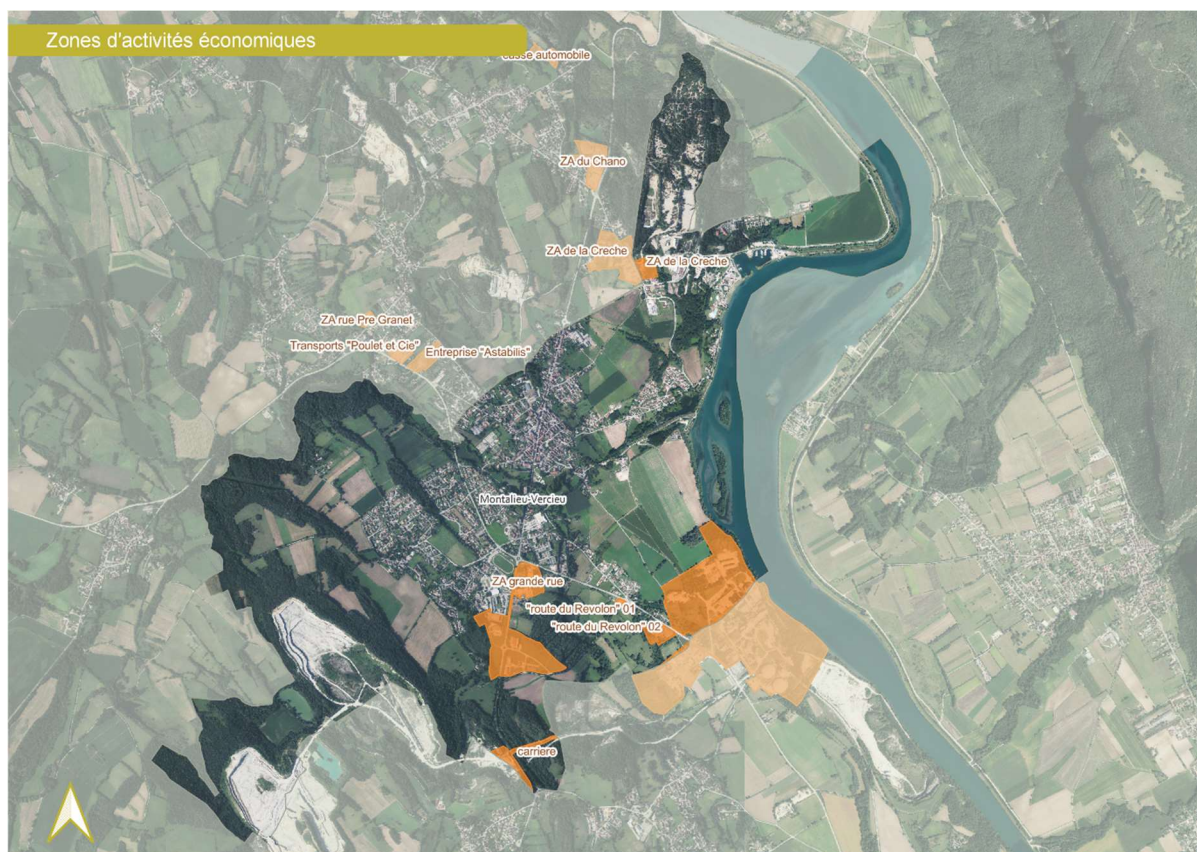 Zones d'activités économiques
casse automobile
ZA du Chano
ZA de la Creche
ZA de la Creche
ZA rue Pre Granet
Transports "Poulet et Cie"
Entreprise "Astabilis"
Montalieu-Vercieu
ZA grande rue
"route du Revolon" 01
"route du Revolon" 02
carriere